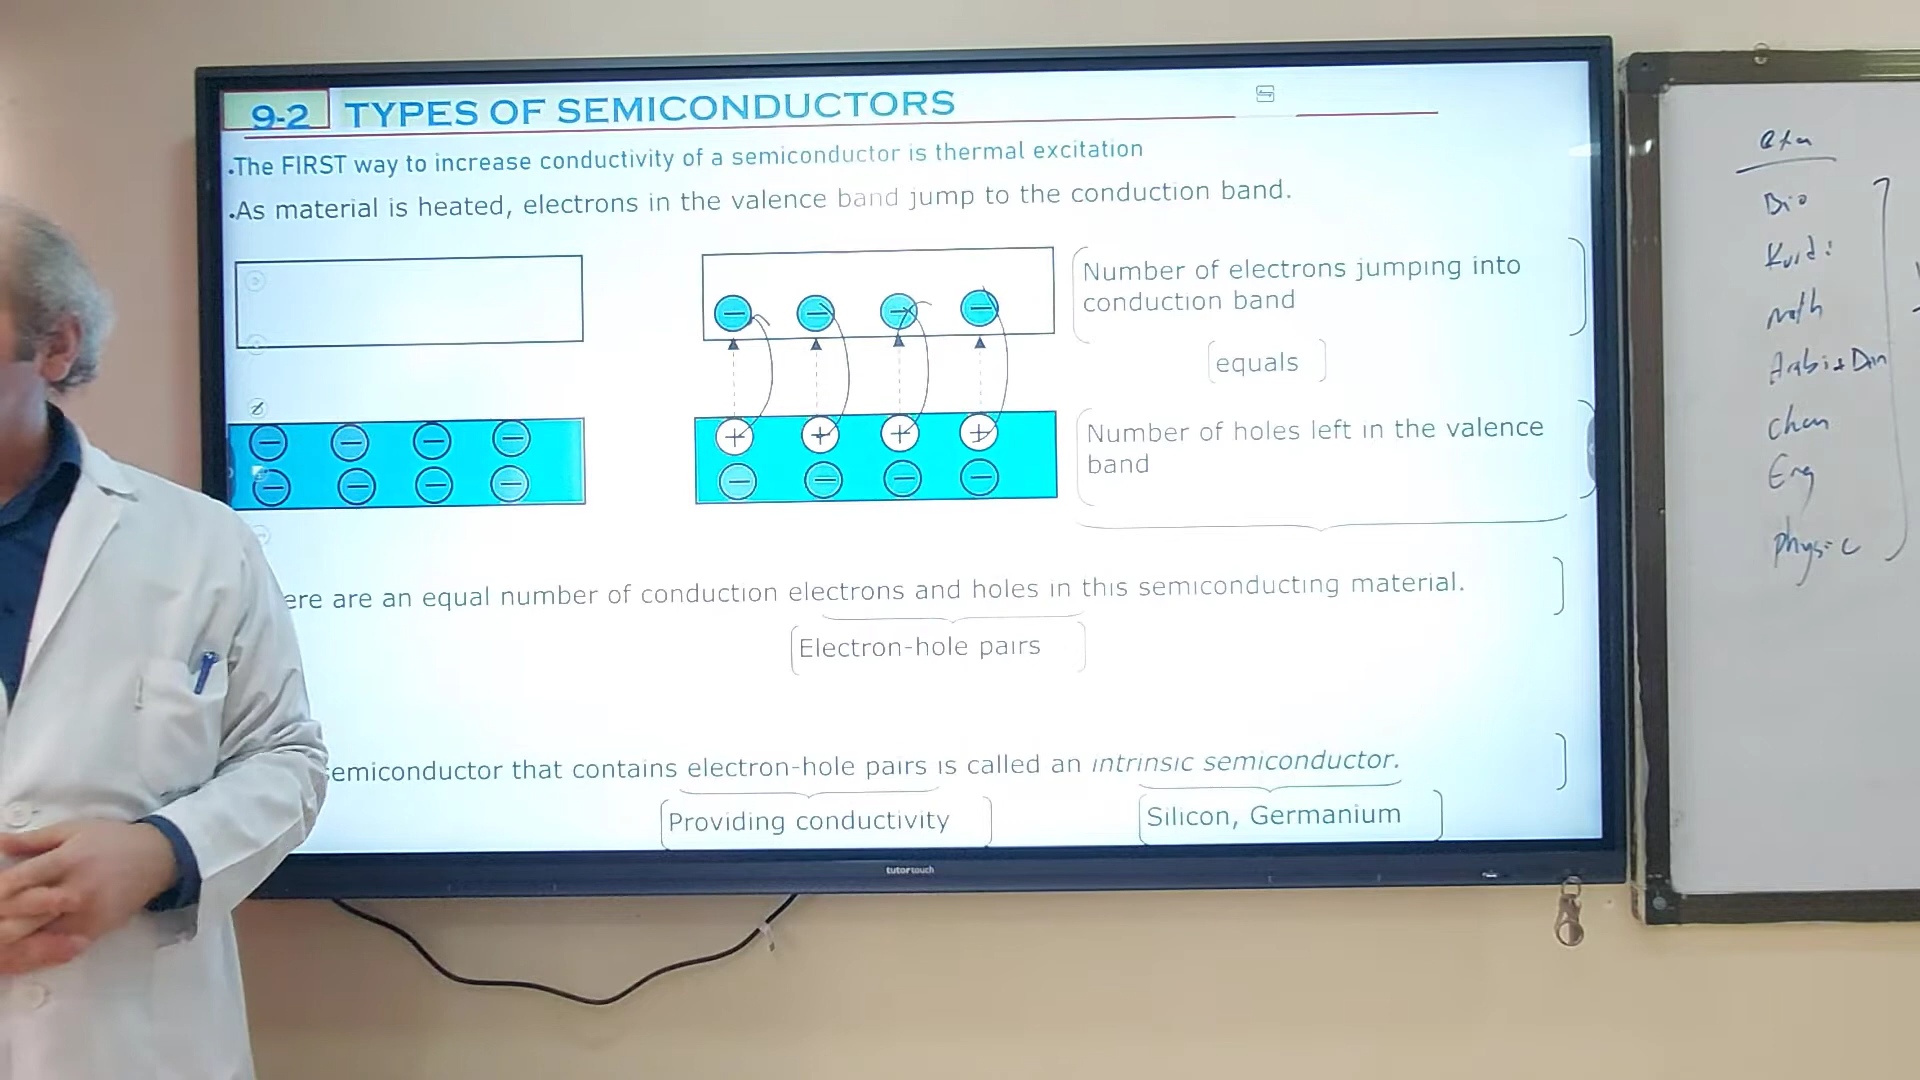 9-2 TYPES OF SEMICONDUCTORS
.The FIRST way to increase conductivity of a semiconductor is thermal excitation
.As material is heated, electrons in the valence band jump to the conduction band.
Number of electrons jumping into
conduction band
equals
Number of holes left in the valence
band
ere are an equal number of conduction electrons and holes in this semiconducting material.
Electron-hole pairs
semiconductor that contains electron-hole pairs is called an intrinsic semiconductor.
Providing conductivity
Silicon, Germanium
tutortouch
Bio
Kurd:
math
Eng